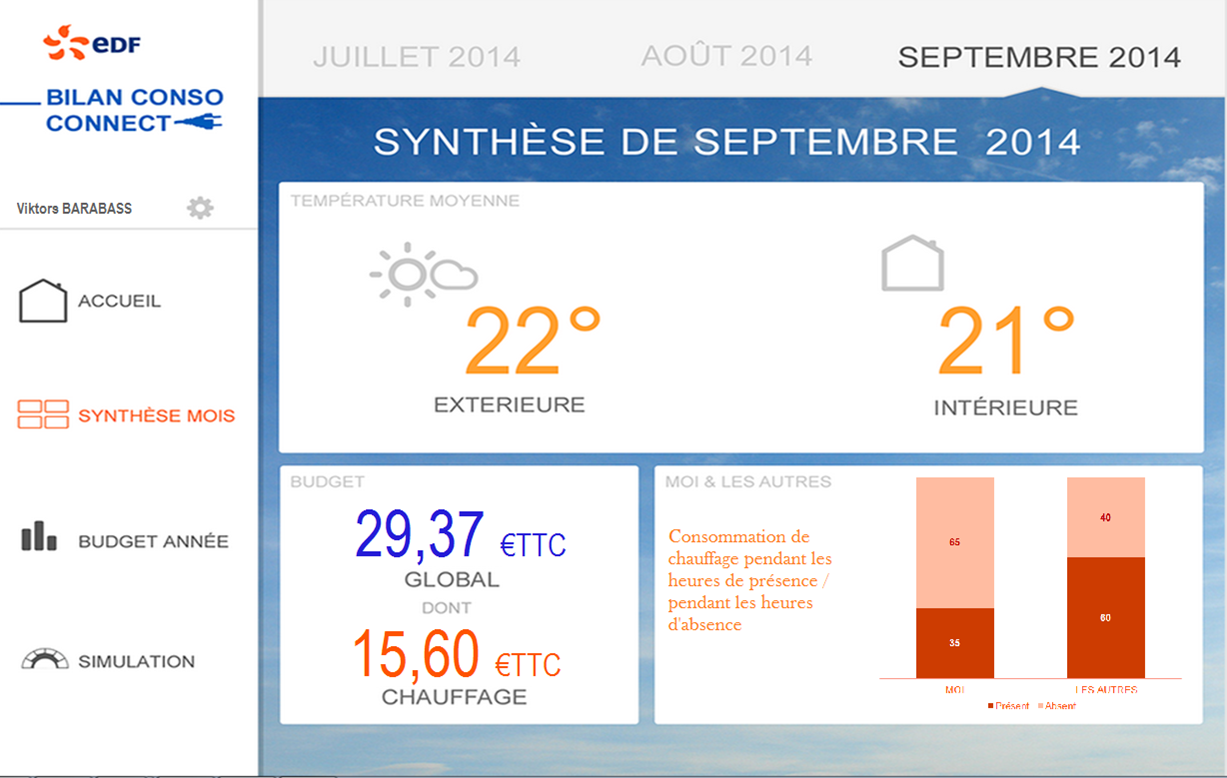 edf
BILAN CONSO
CONNECT
Viktors BARABASS
ACCUEIL
SYNTHÈSE MOIS
BUDGET ANNÉE
SIMULATION
JUILLET 2014
AOÛT 2014
SEPTEMBRE 2014
SYNTHÈSE DE SEPTEMBRE 2014
TEMPÉRATURE MOYENNE
22°
EXTERIEURE
21°
INTÉRIEURE
BUDGET
29,37 €TTC
GLOBAL
DONT
15,60 €TTC
CHAUFFAGE
MOI & LES AUTRES
Consommation de
chauffage pendant les
heures de présence /
pendant les heures
d'absence
65
35
40
60
MOI
LES AUTRES
Présent
Absent